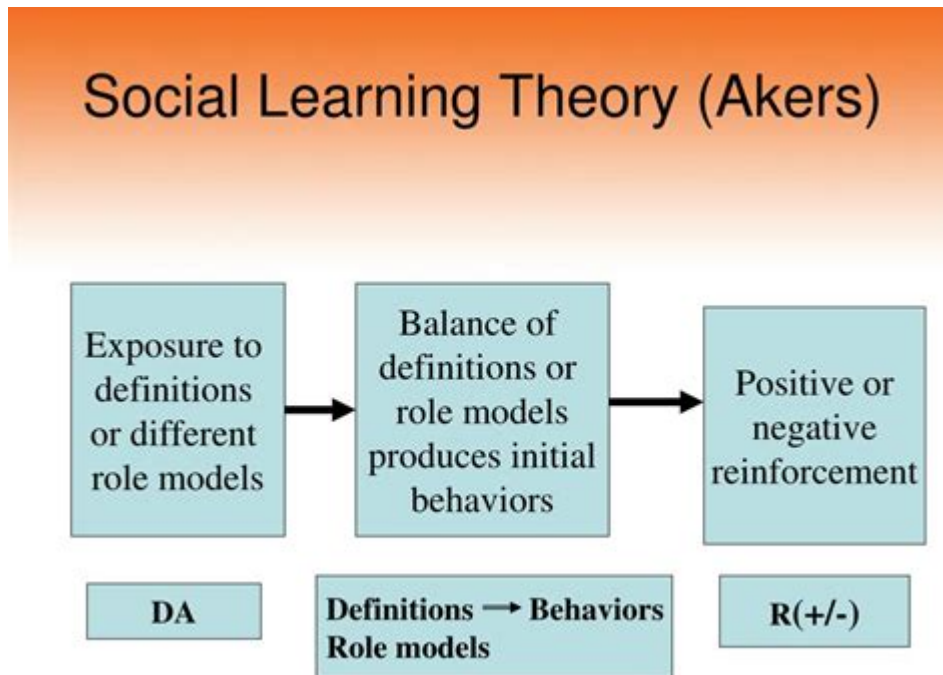 Social Learning Theory (Akers)
Exposure to
definitions
or different
role models
Balance of
definitions or
role models
produces initial
behaviors
Positive or
negative
reinforcement
DA
Definitions → Behaviors
Role models
R(+/-)